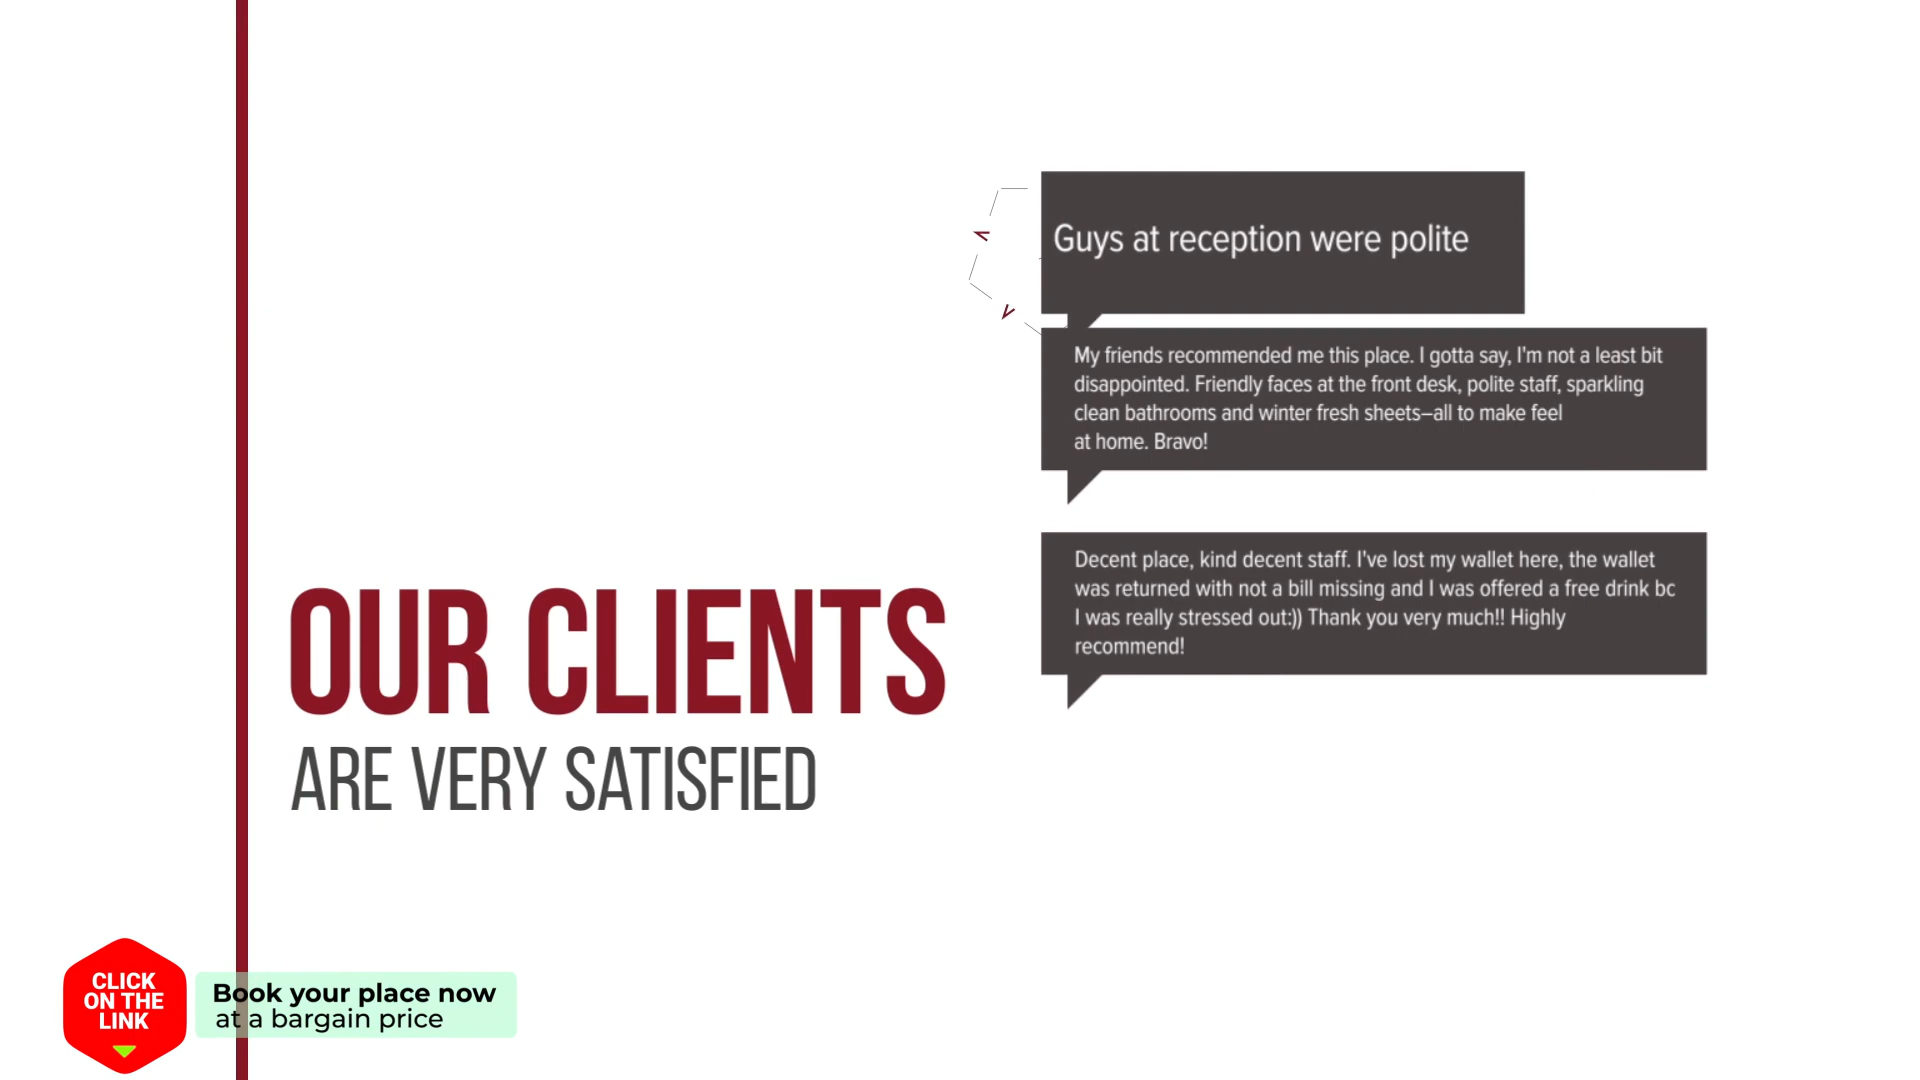 Guys at reception were polite
My friends recommended me this place. I gotta say, I'm not a least bit
disappointed. Friendly faces at the front desk, polite staff, sparkling
clean bathrooms and winter fresh sheets–all to make feel
at home. Bravo!
Decent place, kind decent staff. I've lost my wallet here, the wallet
was returned with not a bill missing and I was offered a free drink bc
I was really stressed out:)) Thank you very much!! Highly
recommend!
OUR CLIENTS
ARE VERY SATISFIED
CLICK
ON THE
LINK
Book your place now
at a bargain price